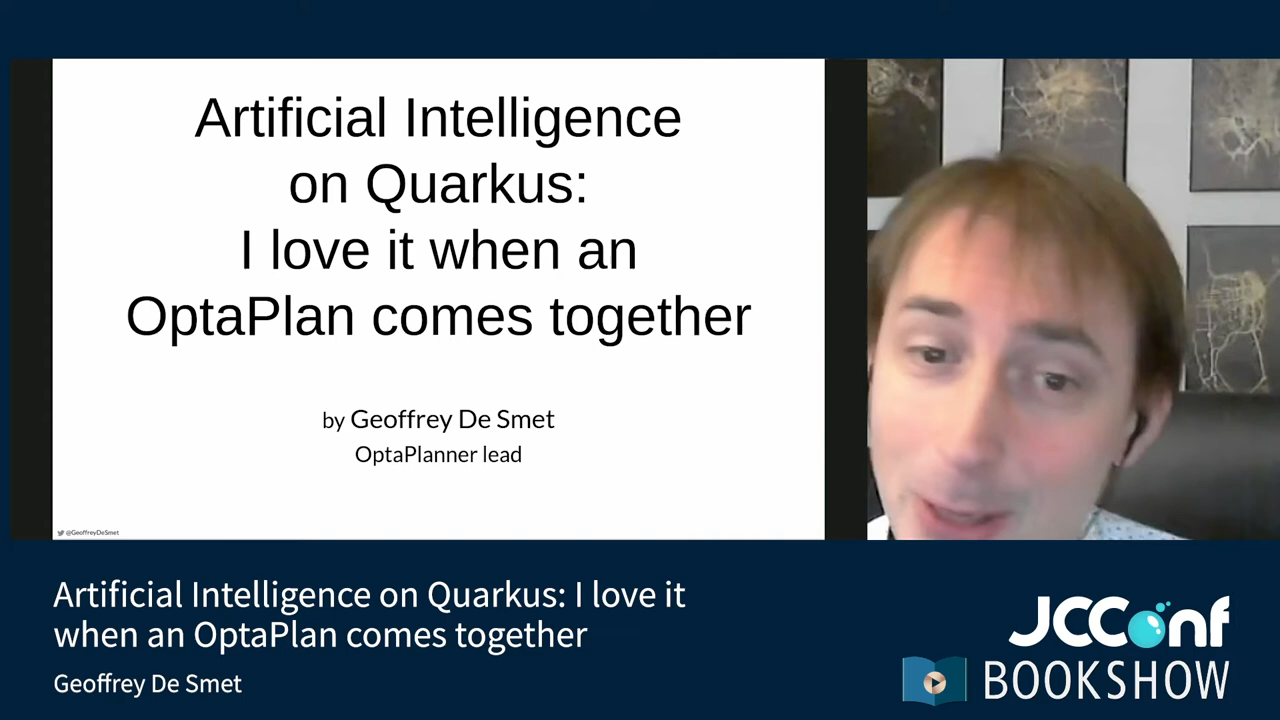 Artificial Intelligence
on Quarkus:
I love it when an
OptaPlan comes together
by Geoffrey De Smet
OptaPlanner lead
@GeoffreyDeSmet
Artificial Intelligence on Quarkus: I love it
when an OptaPlan comes together
Geoffrey De Smet
JCConf
BOOKSHOW